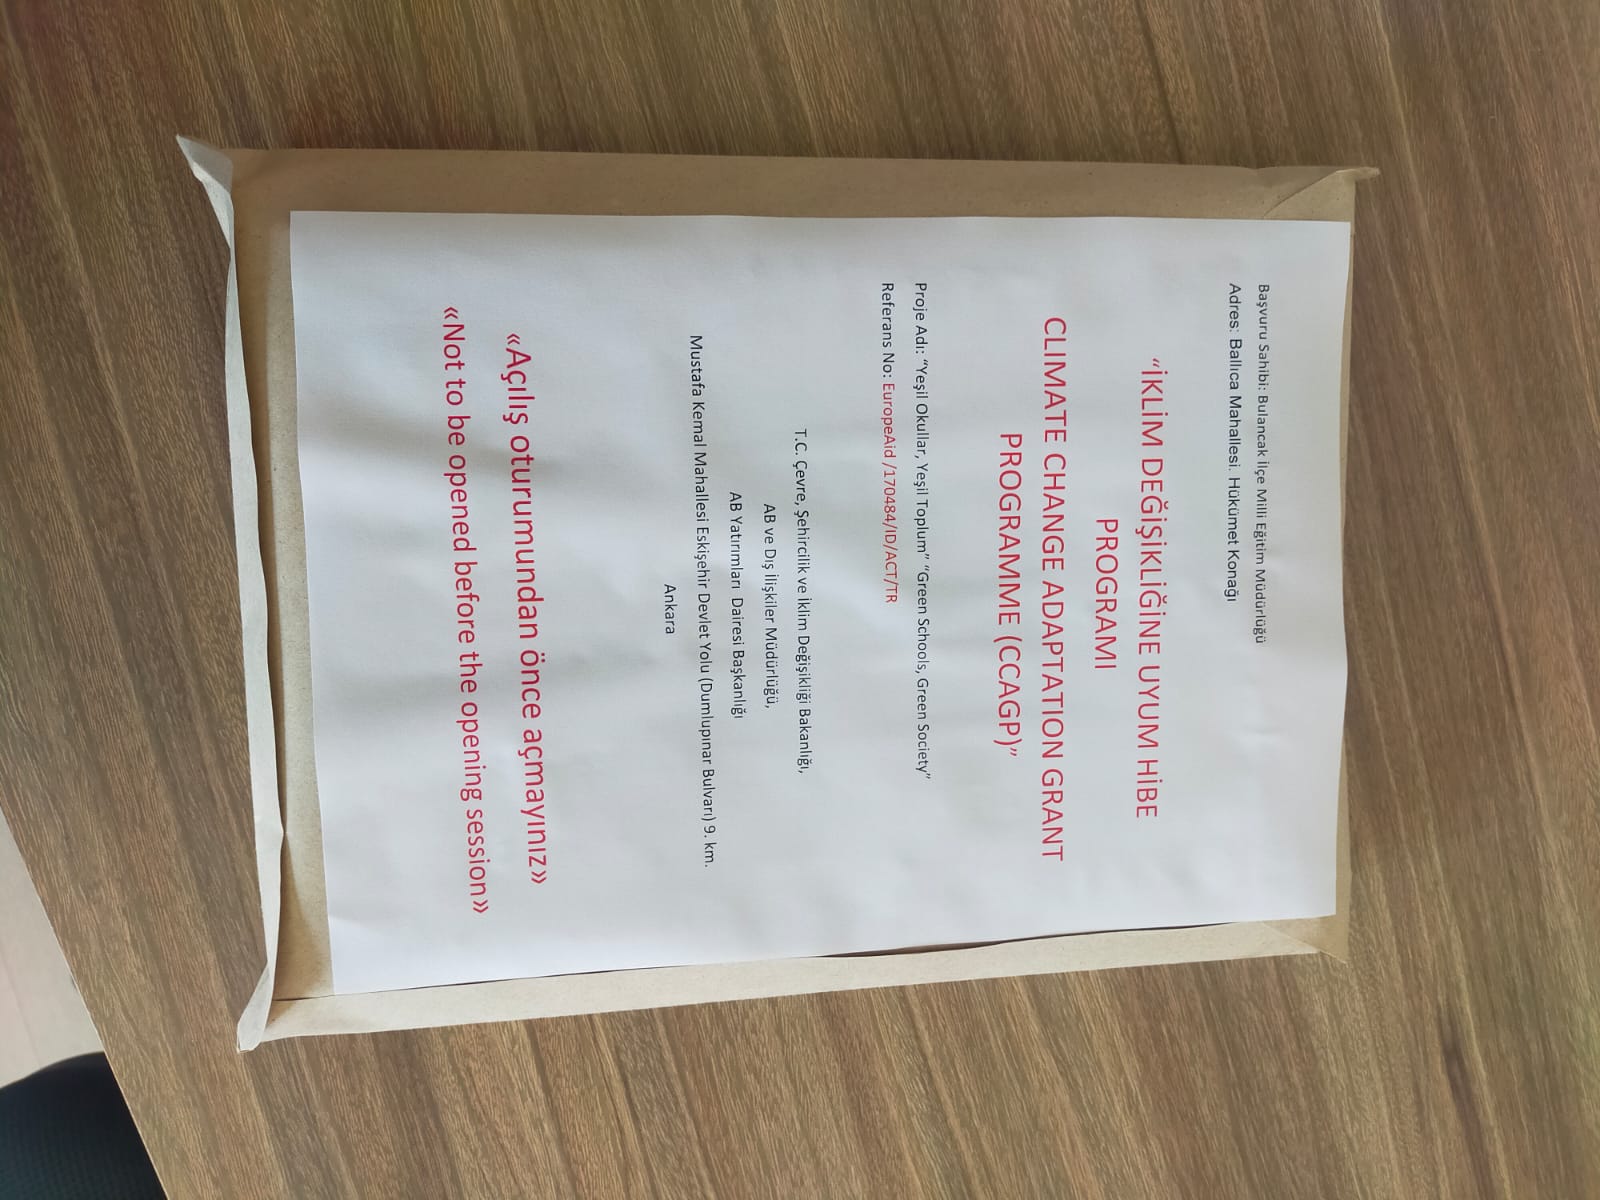 Başvuru Sahibi: Bulancak İlçe Milli Eğitim Müdürlüğü
Adres: Ballıca Mahallesi. Hükümet Konağı
“İKLİM DEĞİŞİKLİĞİNE UYUM HİBE
PROGRAMI
CLIMATE CHANGE ADAPTATION GRANT
PROGRAMME (CCAGP)”
Proje Adı: “Yeşil Okullar, Yeşil Toplum” “Green Schools, Green Society”
Referans No: EuropeAid /170484/ID/ACT/TR
T.C. Çevre, Şehircilik ve İklim Değişikliği Bakanlığı,
AB ve Dış İlişkiler Müdürlüğü,
AB Yatırımları Dairesi Başkanlığı
Mustafa Kemal Mahallesi Eskişehir Devlet Yolu (Dumlupınar Bulvarı) 9. km.
Ankara
«Açılış oturumundan önce açmayınız»
«Not to be opened before the opening session»